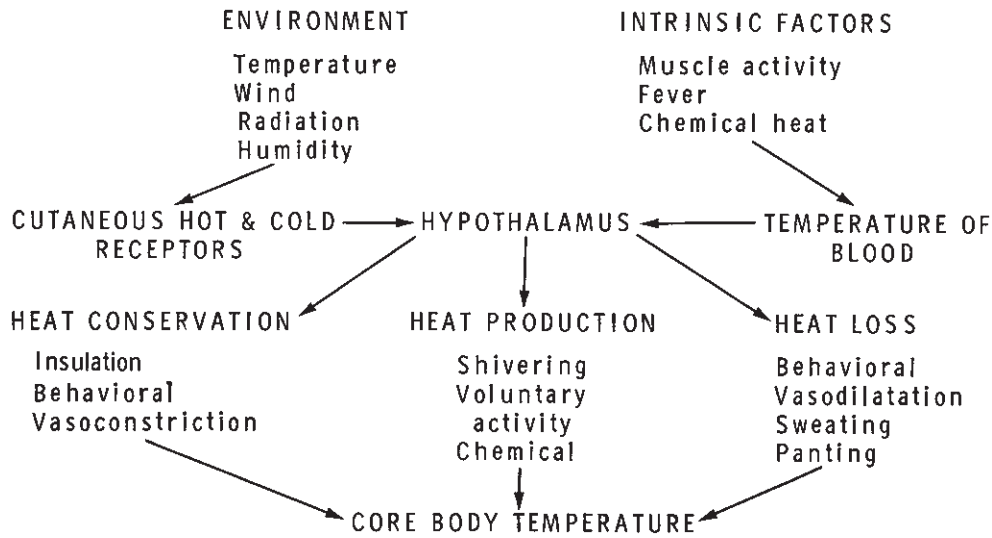 ENVIRONMENT
Temperature
Wind
Radiation
Humidity
INTRINSIC FACTORS
Muscle activity
Fever
Chemical heat
CUTANEOUS HOT & COLD
RECEPTORS
HYPOTHALAMUS
TEMPERATURE OF
BLOOD
HEAT CONSERVATION
Insulation
Behavioral
Vasoconstriction
HEAT PRODUCTION
Shivering
Voluntary
activity
Chemical
HEAT LOSS
Behavioral
Vasodilatation
Sweating
Panting
CORE BODY TEMPERATURE